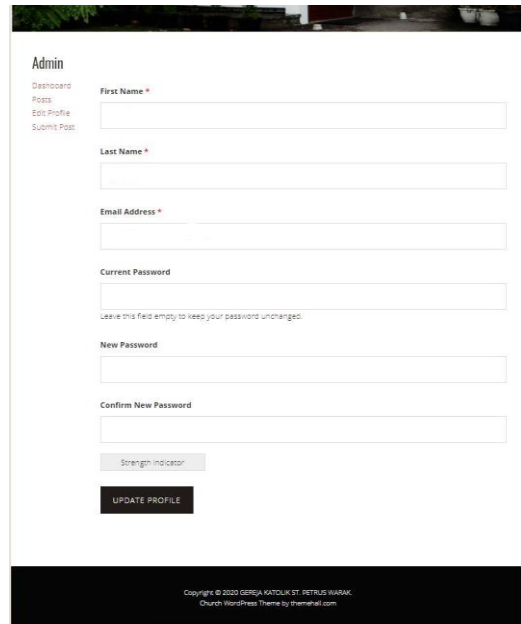 Admin
Dashboard
Posts
Edit Profile
Submit Post
First Name *
Last Name *
Email Address *
Current Password
Leave this field empty to keep your password unchanged.
New Password
Confirm New Password
Strength indicator
UPDATE PROFILE
Copyright © 2020 GEREJA KATOLIK ST. PETRUS WARAK.
Church WordPress Theme by themehall.com